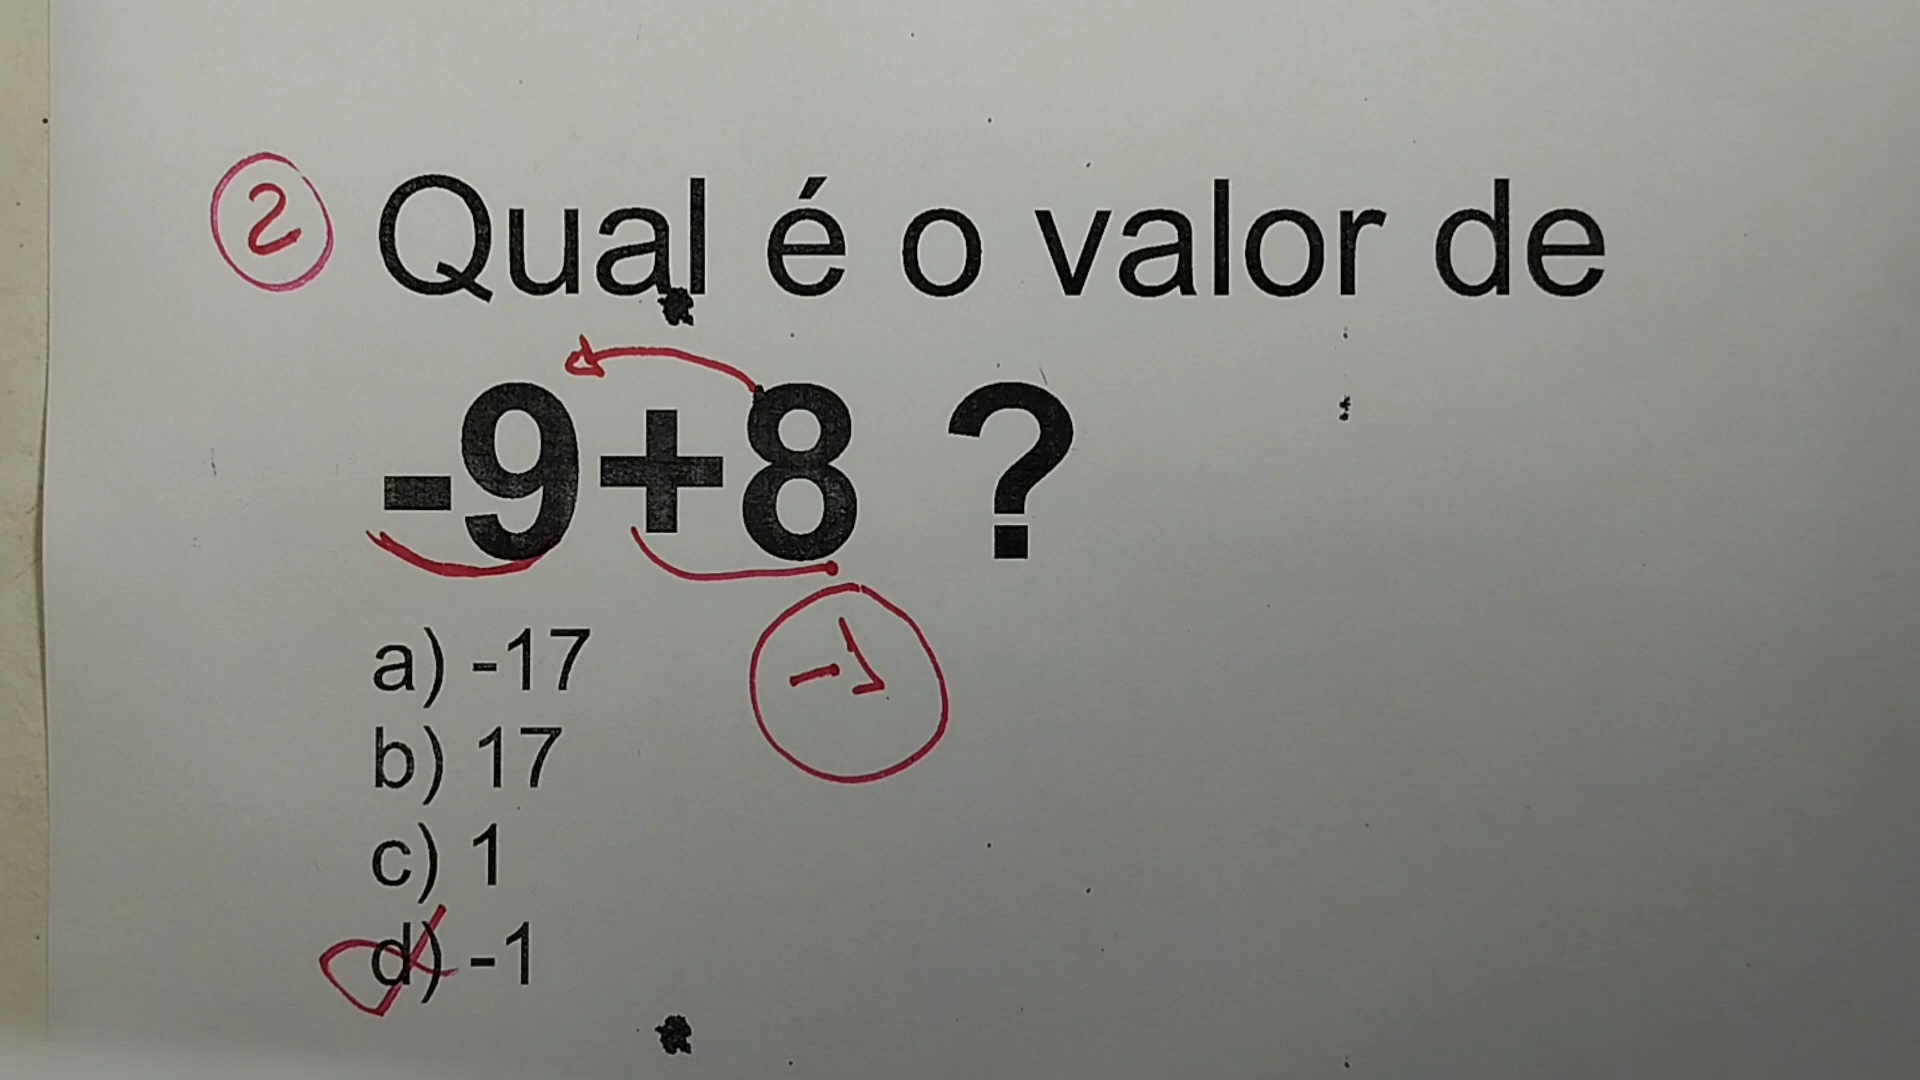 2 Qual é o valor de
-9+8 ?
-1
a) -17
b) 17
c) 1
d) -1